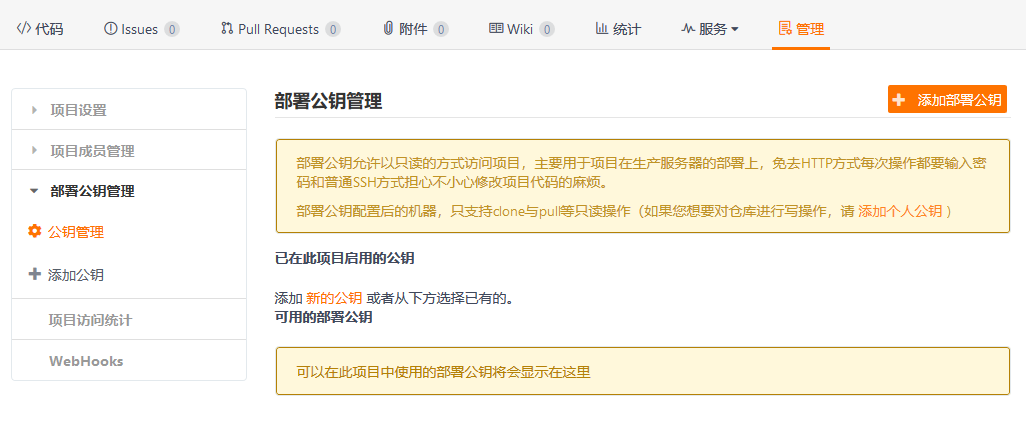 代码 Issues 0 Pull Requests 0 附件 0 Wiki 0 统计 服务 管理
项目设置
项目成员管理
部署公钥管理
公钥管理
添加公钥
项目访问统计
WebHooks
部署公钥管理
添加部署公钥
部署公钥允许以只读的方式访问项目，主要用于项目在生产服务器的部署上，免去HTTP方式每次操作都要输入密
码和普通SSH方式担心不小心修改项目代码的麻烦。
部署公钥配置后的机器，只支持clone与pull等只读操作（如果您想要对仓库进行写操作，请 添加个人公钥 ）
已在此项目启用的公钥
添加 新的公钥 或者从下方选择已有的。
可用的部署公钥
可以在此项目中使用的部署公钥将会显示在这里